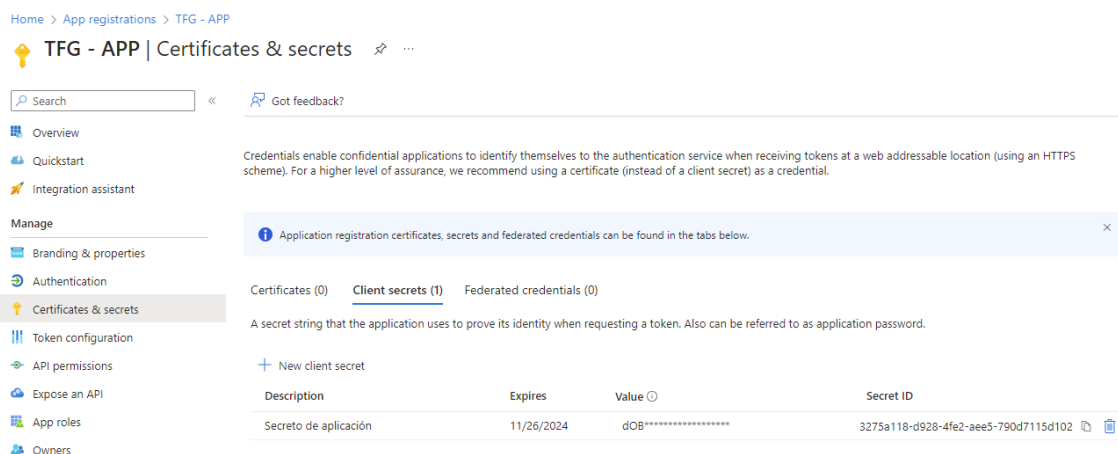 Home > App registrations > TFG - APP
TFG - APP | Certificates & secrets
Search
Got feedback?
Overview
Quickstart
Integration assistant
Manage
Branding & properties
Authentication
Certificates & secrets
Token configuration
API permissions
Expose an API
App roles
Owners
Credentials enable confidential applications to identify themselves to the authentication service when receiving tokens at a web addressable location (using an HTTPS
scheme). For a higher level of assurance, we recommend using a certificate (instead of a client secret) as a credential.
Application registration certificates, secrets and federated credentials can be found in the tabs below.
Certificates (0) Client secrets (1) Federated credentials (0)
A secret string that the application uses to prove its identity when requesting a token. Also can be referred to as application password.
New client secret
Description Expires Value Secret ID
Secreto de aplicación 11/26/2024 dOB****************** 3275a118-d928-4fe2-aee5-790d7115d102